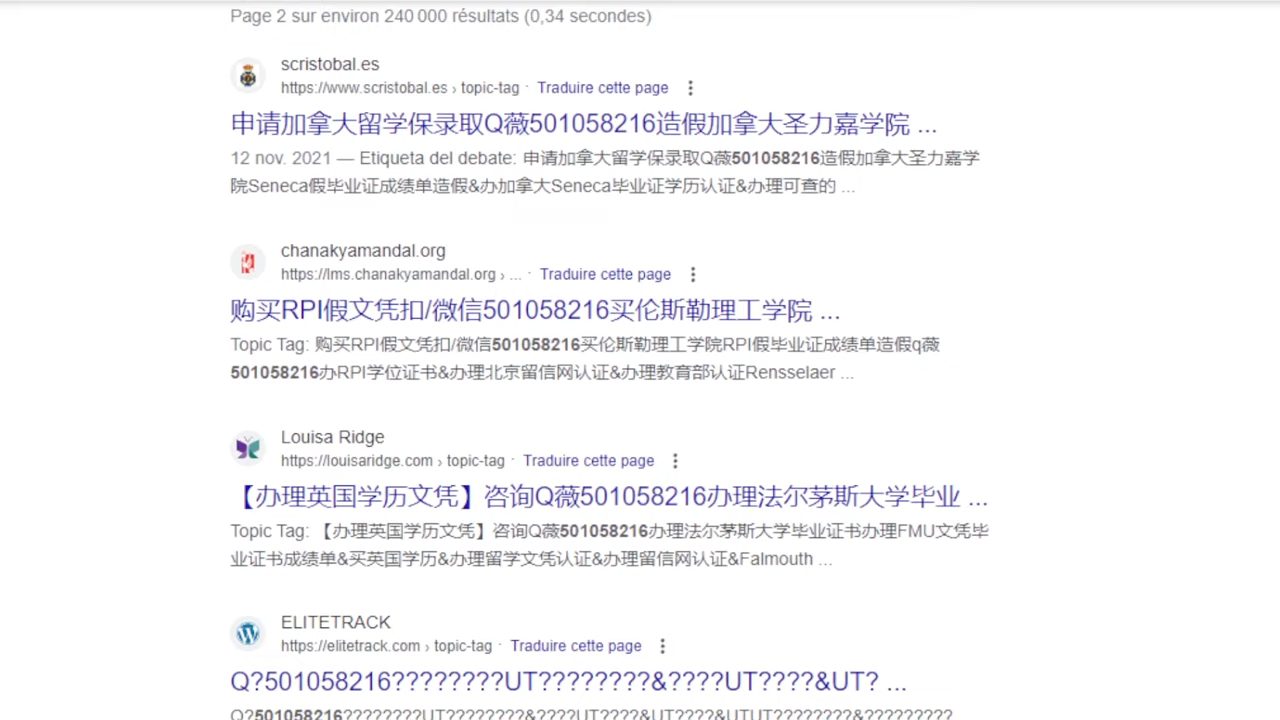 Page 2 sur environ 240 000 résultats (0,34 secondes)
scristobal.es
https://www.scristobal.es › topic-tag · Traduire cette page
申请加拿大留学保录取Q薇501058216造假加拿大圣力嘉学院 ...
12 nov. 2021 — Etiqueta del debate: 申请加拿大留学保录取Q薇501058216造假加拿大圣力嘉学
院Seneca假毕业证成绩单造假&办加拿大Seneca毕业证学历认证&办理可查的 ...
chanakyamandal.org
https://lms.chanakyamandal.org › ... · Traduire cette page
购买RPI假文凭扣/微信501058216买伦斯勒理工学院 ...
Topic Tag: 购买RPI假文凭扣/微信501058216买伦斯勒理工学院RPI假毕业证成绩单造假q薇
501058216办RPI学位证书&办理北京留信网认证&办理教育部认证Rensselaer ...
Louisa Ridge
https://louisaridge.com › topic-tag · Traduire cette page
【办理英国学历文凭】咨询Q薇501058216办理法尔茅斯大学毕业 ...
Topic Tag: 【办理英国学历文凭】咨询Q薇501058216办理法尔茅斯大学毕业证书办理FMU文凭毕
业证书成绩单&买英国学历&办理留学文凭认证&办理留信网认证&Falmouth ...
ELITETRACK
https://elitetrack.com › topic-tag · Traduire cette page
Q?501058216????????UT????????&????UT????&UT? ...
Q?501058216????????UT????????&????UT????&UT????&UTUT????????&?????????